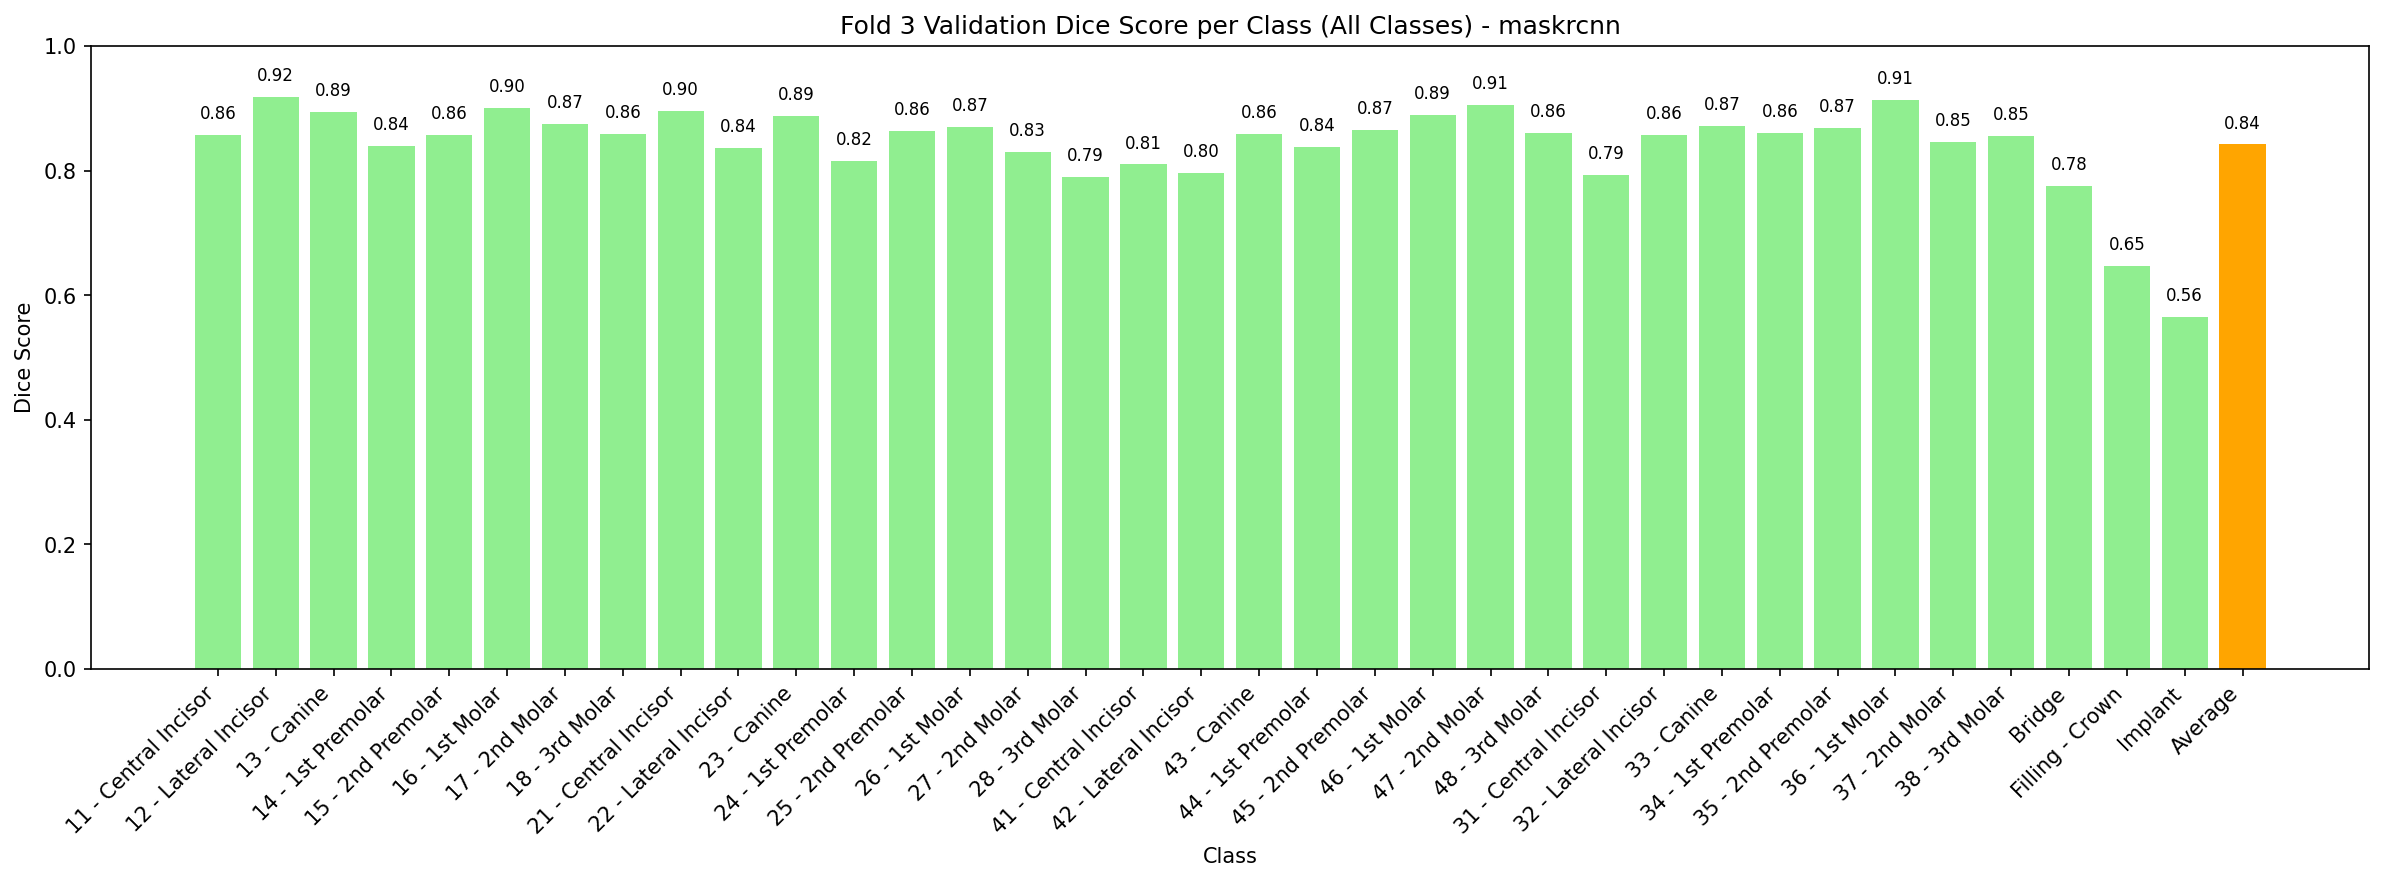 Fold 3 Validation Dice Score per Class (All Classes) - maskrcnn
Dice Score
1.0
0.8
0.6
0.4
0.2
0.0
0.86
0.92
0.89
0.84
0.86
0.90
0.87
0.86
0.90
0.84
0.89
0.82
0.86
0.87
0.83
0.79
0.81
0.80
0.86
0.84
0.87
0.89
0.91
0.86
0.79
0.86
0.87
0.86
0.87
0.91
0.85
0.85
0.78
0.65
0.56
0.84
11 - Central Incisor
12 - Lateral Incisor
13 - Canine
14 - 1st Premolar
15 - 2nd Premolar
16 - 1st Molar
17 - 2nd Molar
18 - 3rd Molar
21 - Central Incisor
22 - Lateral Incisor
23 - Canine
24 - 1st Premolar
25 - 2nd Premolar
26 - 1st Molar
27 - 2nd Molar
28 - 3rd Molar
41 - Central Incisor
42 - Lateral Incisor
43 - Canine
44 - 1st Premolar
45 - 2nd Premolar
46 - 1st Molar
47 - 2nd Molar
48 - 3rd Molar
31 - Central Incisor
32 - Lateral Incisor
33 - Canine
34 - 1st Premolar
35 - 2nd Premolar
36 - 1st Molar
37 - 2nd Molar
38 - 3rd Molar
Bridge
Filling - Crown
Implant
Average
Class